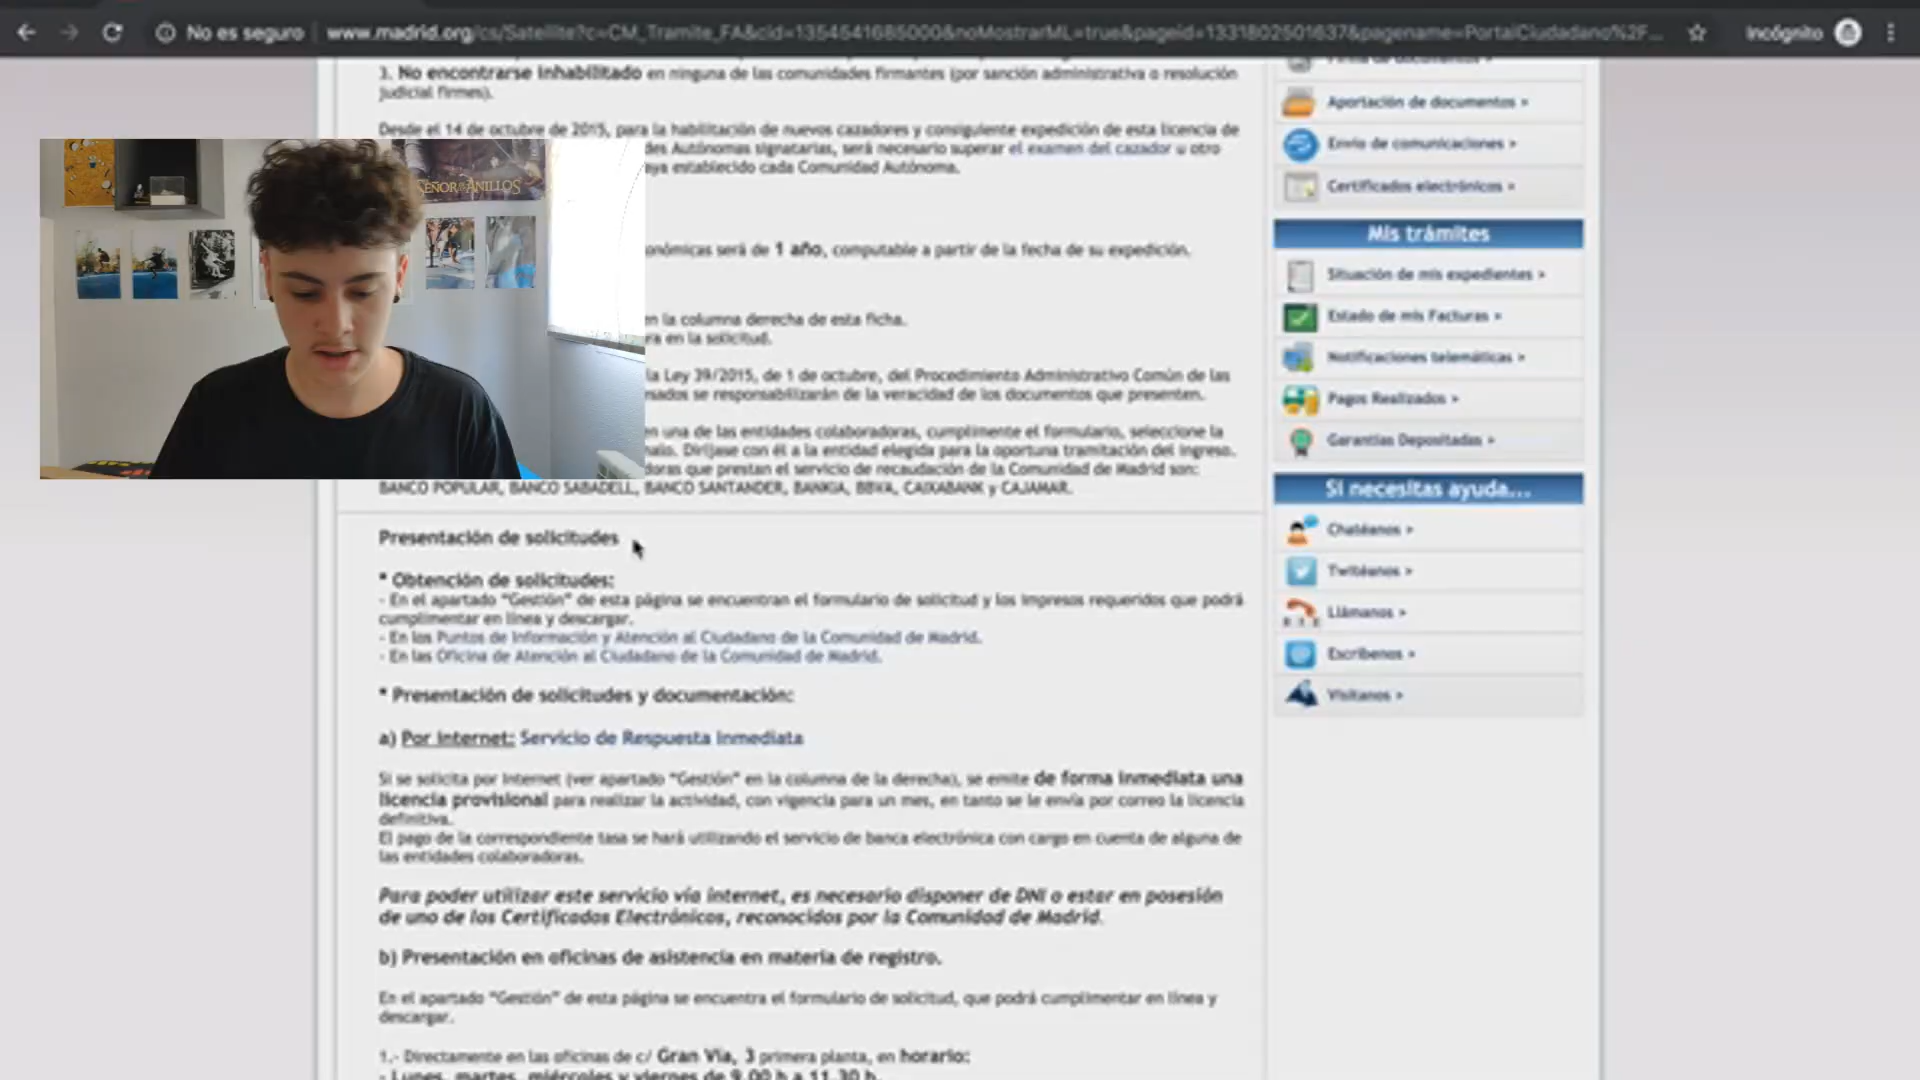 No es seguro
www.madrid.org/cs/Satellite?c=CM_Tramite_FA&cid=1354541685000&noMostrarML=true&pageid=1331802501637&pagename=PortalCiudadano%2F...
Incógnito
3. No encontrarse inhabilitado en ninguna de las comunidades firmantes (por sanción administrativa o resolución
judicial firmes).
Desde el 14 de octubre de 2015, para la habilitación de nuevos cazadores y consiguiente expedición de esta licencia de
des Autónomas signatarias, será necesario superar el examen del cazador u otro
aya establecido cada Comunidad Autónoma.
SEÑOR ANILLOS
onómicas será de 1 año, computable a partir de la fecha de su expedición.
en la columna derecha de esta ficha.
ra en la solicitud.
la Ley 39/2015, de 1 de octubre, del Procedimiento Administrativo Común de las
esados se responsabilizarán de la veracidad de los documentos que presenten.
en una de las entidades colaboradoras, cumplimente el formulario, seleccione la
nalo. Diríjase con él a la entidad elegida para la oportuna tramitación del ingreso.
doras que prestan el servicio de recaudación de la Comunidad de Madrid son:
BANCO POPULAR, BANCO SABADELL, BANCO SANTANDER, BANKIA, BBVA, CAIXABANK y CAJAMAR.
Presentación de solicitudes
* Obtención de solicitudes:
- En el apartado "Gestión" de esta página se encuentran el formulario de solicitud y los impresos requeridos que podrá
cumplimentar en línea y descargar.
- En los Puntos de Información y Atención al Ciudadano de la Comunidad de Madrid.
- En las Oficina de Atención al Ciudadano de la Comunidad de Madrid.
* Presentación de solicitudes y documentación:
a) Por Internet: Servicio de Respuesta Inmediata
Si se solicita por Internet (ver apartado "Gestión" en la columna de la derecha), se emite de forma inmediata una
licencia provisional para realizar la actividad, con vigencia para un mes, en tanto se le envía por correo la licencia
definitiva.
El pago de la correspondiente tasa se hará utilizando el servicio de banca electrónica con cargo en cuenta de alguna de
las entidades colaboradoras.
Para poder utilizar este servicio vía internet, es necesario disponer de DNI o estar en posesión
de uno de los Certificados Electrónicos, reconocidos por la Comunidad de Madrid.
b) Presentación en oficinas de asistencia en materia de registro.
En el apartado "Gestión" de esta página se encuentra el formulario de solicitud, que podrá cumplimentar en línea y
descargar.
1.- Directamente en las oficinas de c/ Gran Vía, 3 primera planta, en horario:
- Lunes, martes, miércoles y viernes de 9.00 h a 11.30 h.
Firma de documentos >
Aportación de documentos >
Envío de comunicaciones >
Certificados electrónicos >
Mis trámites
Situación de mis expedientes >
Estado de mis Facturas >
Notificaciones telemáticas >
Pagos Realizados >
Garantías Depositadas >
Si necesitas ayuda...
Chatéanos >
Twitéanos >
Llámanos >
Escríbenos >
Visítanos >